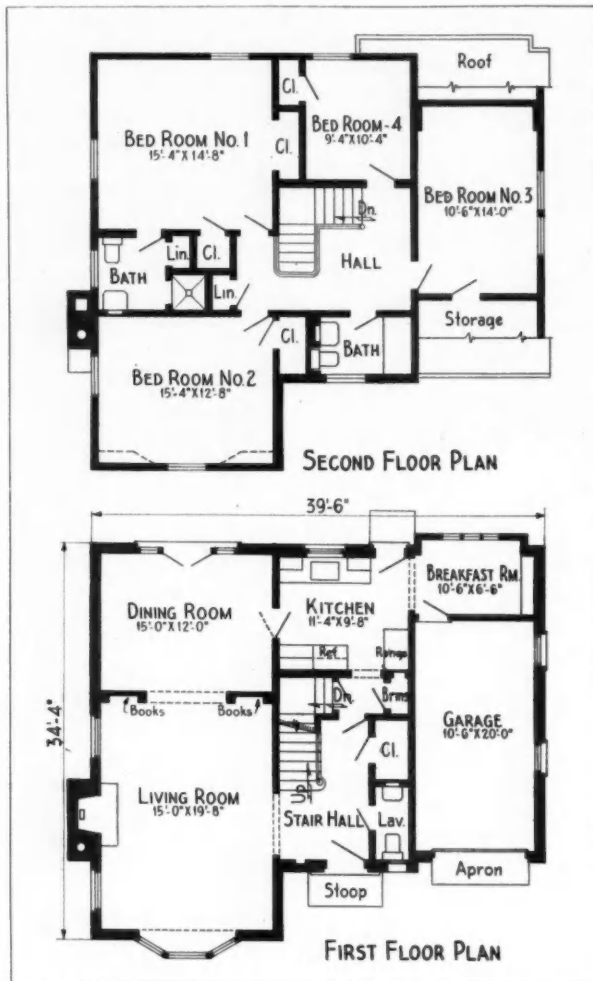 Roof
Cl.
BED ROOM NO.1
15'-4"X14'-8"
BED ROOM-4
9'-4"X10'-4"
Cl.
BED ROOM NO.3
10'-6"X14'-0"
Dn.
Lin.
Cl.
BATH
HALL
Lin.
Storage
Cl.
BATH
BED ROOM NO.2
15'-4"X12'-8"
SECOND FLOOR PLAN
39'-6"
BREAKFAST RM.
10'-6"X6'-6"
DINING ROOM
15'-0"X12'-0"
KITCHEN
11'-4"X9'-8"
Ref.
Range
Dn.
Brms
Books
Books
34'-4"
GARAGE
10'-6"X20'-0"
Cl.
LIVING ROOM
15'-0"X19'-8"
Up
STAIR HALL
Lav.
Stoop
Apron
FIRST FLOOR PLAN